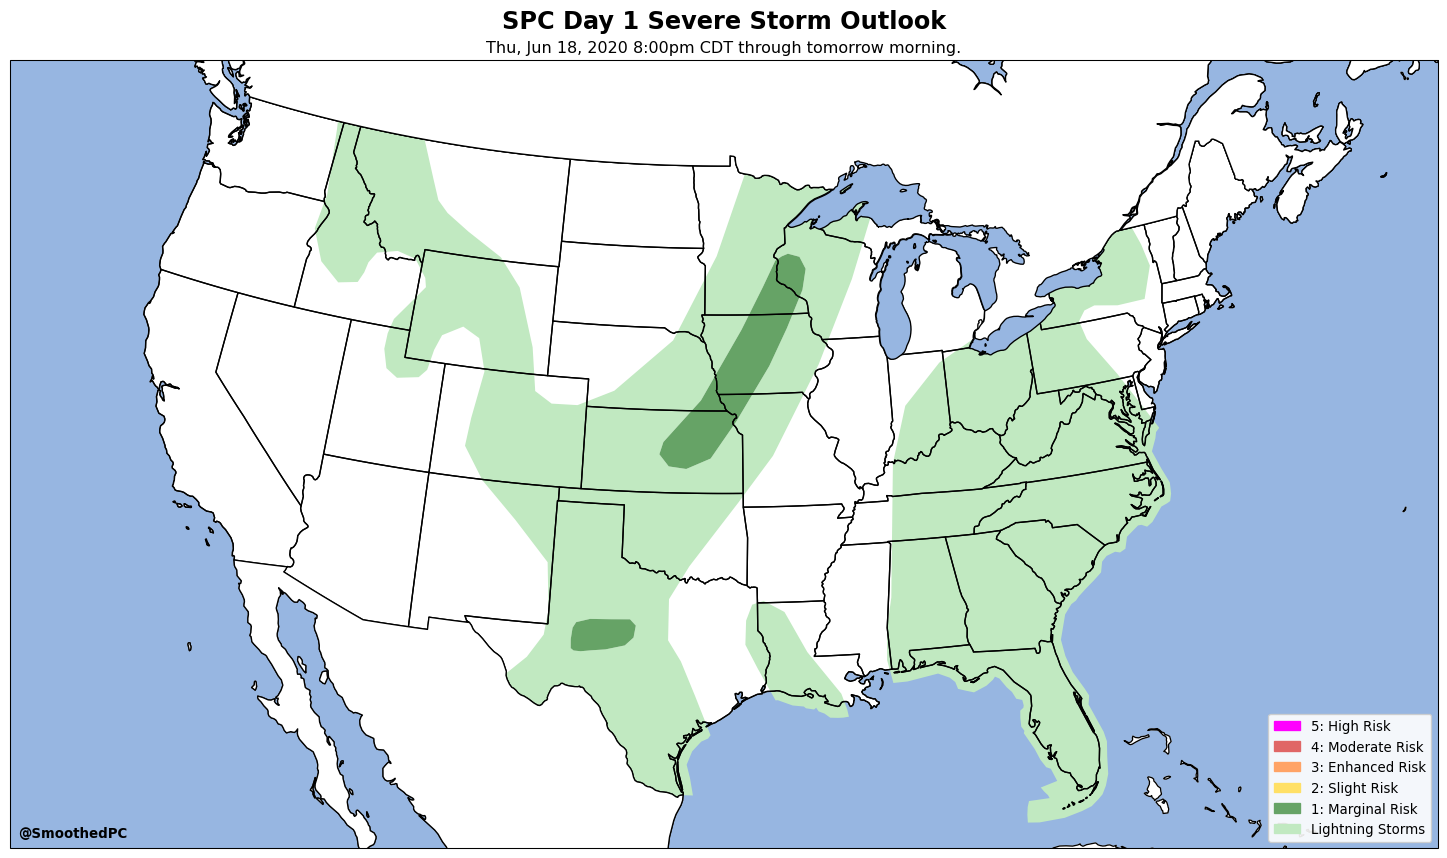 SPC Day 1 Severe Storm Outlook
Thu, Jun 18, 2020 8:00pm CDT through tomorrow morning.
5: High Risk
4: Moderate Risk
3: Enhanced Risk
2: Slight Risk
1: Marginal Risk
Lightning Storms
@SmoothedPC